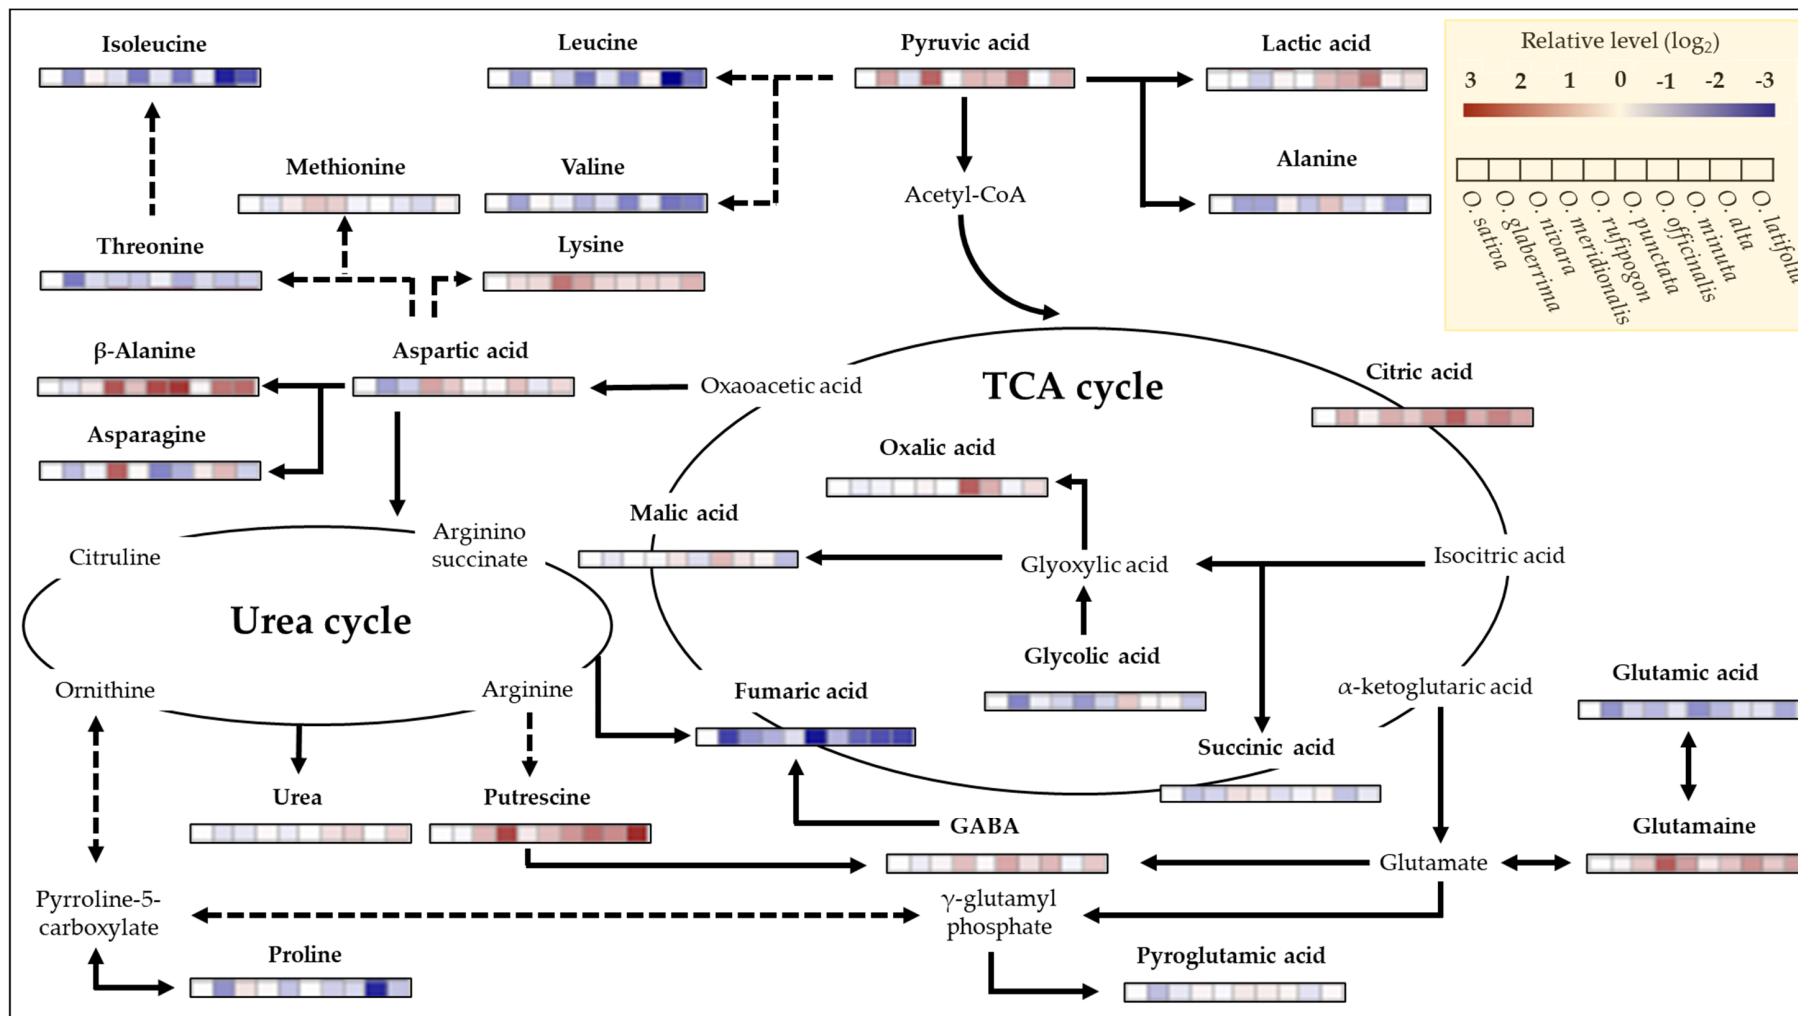 Isoleucine
Leucine
Pyruvic acid
Lactic acid
Relative level (log₂)
3 2 1 0 -1 -2 -3
O. sativa
O. glaberrima
O. nivara
O. meridionalis
O. rufipogon
O. punctata
O. officinalis
O. minuta
O. alta
O. latifolia
Methionine
Valine
Acetyl-CoA
Alanine
Threonine
Lysine
β-Alanine
Aspartic acid
Oxaoacetic acid
TCA cycle
Citric acid
Asparagine
Oxalic acid
Malic acid
Citruline
Arginino
succinate
Glyoxylic acid
Isocitric acid
Urea cycle
Ornithine
Arginine
Fumaric acid
Glycolic acid
α-ketoglutaric acid
Glutamic acid
Succinic acid
Urea
Putrescine
GABA
Glutamate
Glutamaine
Pyrroline-5-
carboxylate
γ-glutamyl
phosphate
Proline
Pyroglutamic acid